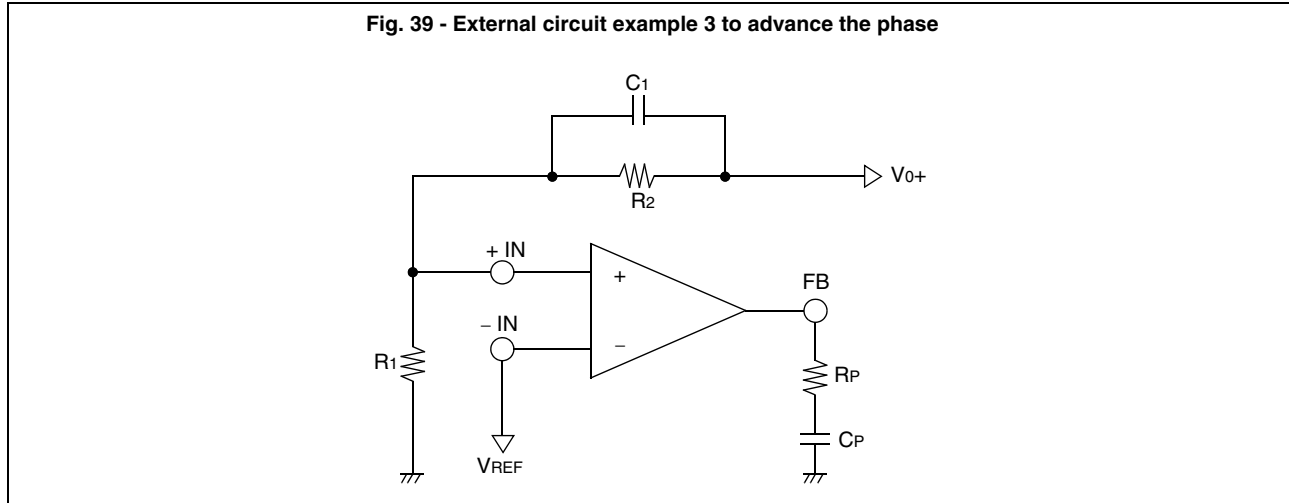 Fig. 39 - External circuit example 3 to advance the phase
C1
V0+
R2
+ IN
+
FB
− IN
−
R1
RP
CP
VREF